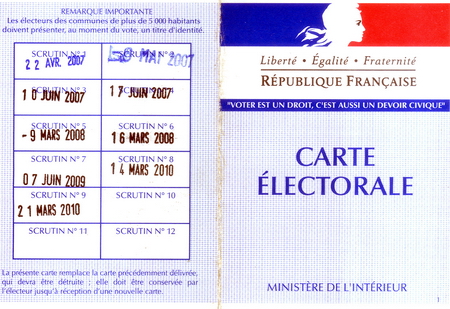 REMARQUE IMPORTANTE
Les électeurs des communes de plus de 5 000 habitants
doivent présenter, au moment du vote, un titre d'identité.
SCRUTIN N° 1 SCRUTIN N° 2
22 AVR. 2007 MAI 2007
SCRUTIN N° 3 SCRUTIN N° 4
10 JUIN 2007 17 JUIN 2007
SCRUTIN N° 5 SCRUTIN N° 6
- 9 MARS 2008 16 MARS 2008
SCRUTIN N° 7 SCRUTIN N° 8
07 JUIN 2009 14 MARS 2010
SCRUTIN N° 9 SCRUTIN N° 10
21 MARS 2010
SCRUTIN N° 11 SCRUTIN N° 12
La présente carte remplace la carte précédemment délivrée,
qui devra être détruite ; elle doit être conservée par
l'électeur jusqu'à réception d'une nouvelle carte.
Liberté • Égalité • Fraternité
RÉPUBLIQUE FRANÇAISE
"VOTER EST UN DROIT, C'EST AUSSI UN DEVOIR CIVIQUE"
CARTE
ÉLECTORALE
MINISTÈRE DE L'INTÉRIEUR
1